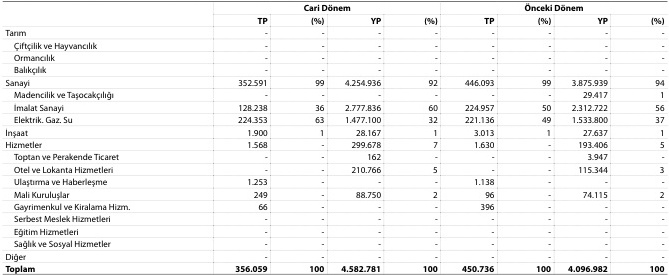 Cari Dönem Önceki Dönem
TP (%) YP (%) TP (%) YP (%)
Tarım - - - - - - - -
Çiftçilik ve Hayvancılık - - - - - - - -
Ormancılık - - - - - - - -
Balıkçılık - - - - - - - -
Sanayi 352.591 99 4.254.936 92 446.093 99 3.875.939 94
Madencilik ve Taşocakçılığı - - - - - - 29.417 1
İmalat Sanayi 128.238 36 2.777.836 60 224.957 50 2.312.722 56
Elektrik. Gaz. Su 224.353 63 1.477.100 32 221.136 49 1.533.800 37
İnşaat 1.900 1 28.167 1 3.013 1 27.637 1
Hizmetler 1.568 - 299.678 7 1.630 - 193.406 5
Toptan ve Perakende Ticaret - - 162 - - - 3.947 -
Otel ve Lokanta Hizmetleri - - 210.766 5 - - 115.344 3
Ulaştırma ve Haberleşme 1.253 - - - 1.138 - - -
Mali Kuruluşlar 249 - 88.750 2 96 - 74.115 2
Gayrimenkul ve Kiralama Hizm. 66 - - - 396 - - -
Serbest Meslek Hizmetleri - - - - - - - -
Eğitim Hizmetleri - - - - - - - -
Sağlık ve Sosyal Hizmetler - - - - - - - -
Diğer - - - - - - - -
Toplam 356.059 100 4.582.781 100 450.736 100 4.096.982 100